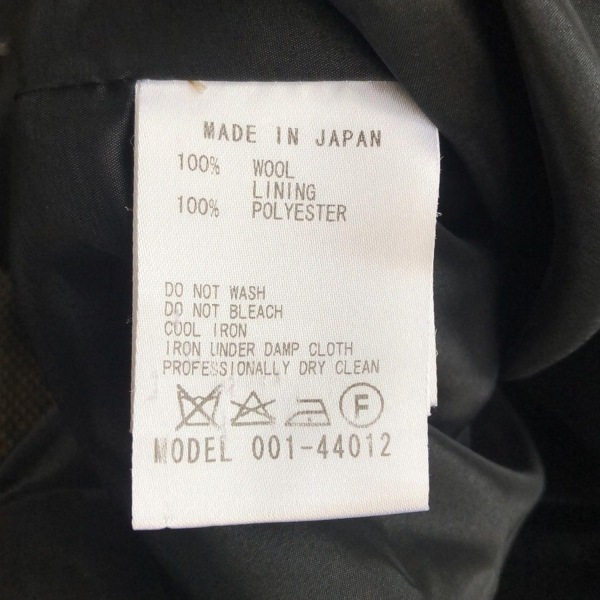 MADE IN JAPAN
100% WOOL
LINING
100% POLYESTER
DO NOT WASH
DO NOT BLEACH
COOL IRON
IRON UNDER DAMP CLOTH
PROFESSIONALLY DRY CLEAN
F
MODEL 001-44012